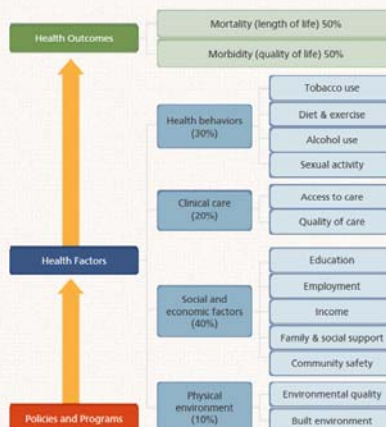 Health Outcomes
Mortality (length of life) 50%
Morbidity (quality of life) 50%
Health Factors
Health behaviors
(30%)
Tobacco use
Diet & exercise
Alcohol use
Sexual activity
Clinical care
(20%)
Access to care
Quality of care
Social and
economic factors
(40%)
Education
Employment
Income
Family & social support
Community safety
Policies and Programs
Physical
environment
(10%)
Environmental quality
Built environment